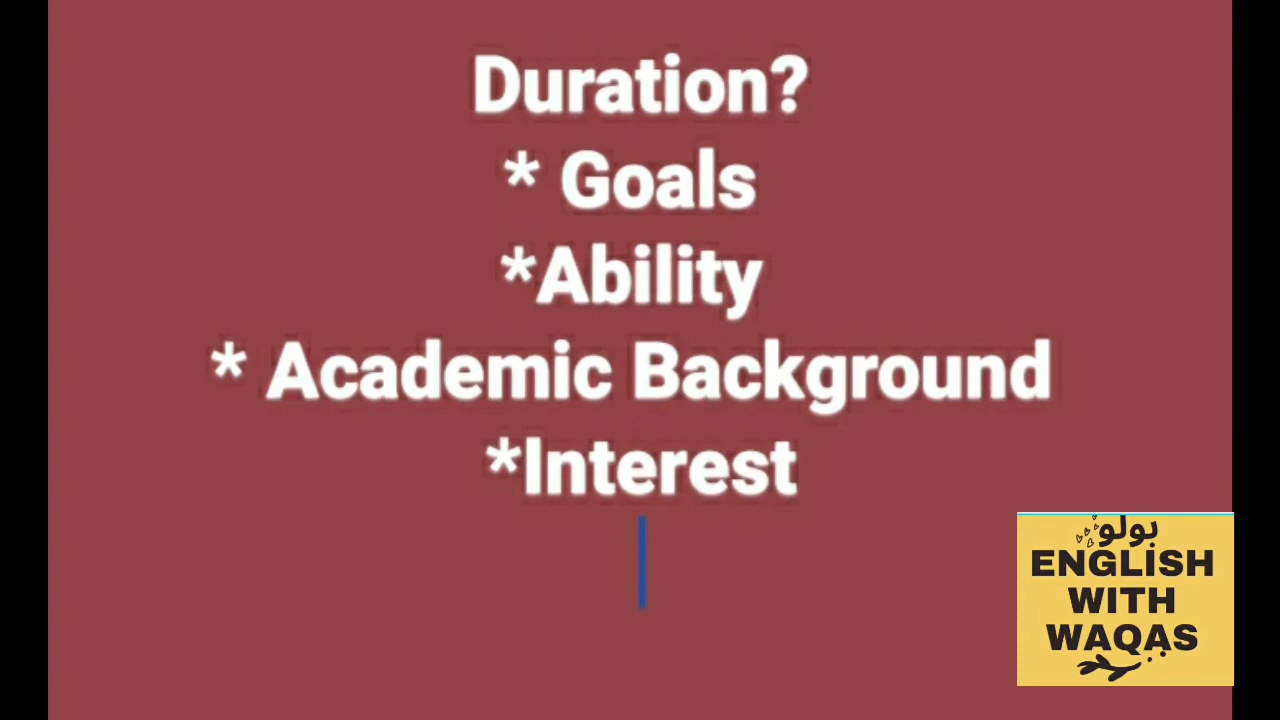 Duration?
* Goals
*Ability
* Academic Background
*Interest
بولو
ENGLISH
WITH
WAQAS